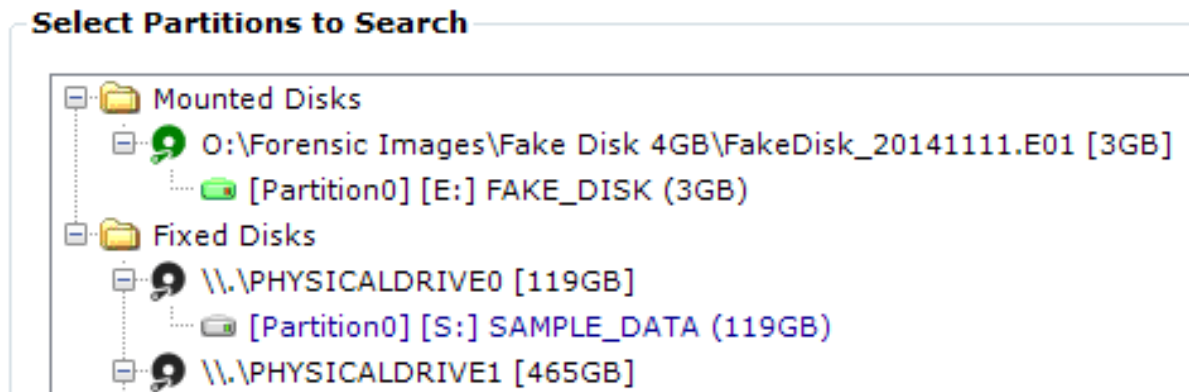 Select Partitions to Search
Mounted Disks
O:\Forensic Images\Fake Disk 4GB\FakeDisk_20141111.E01 [3GB]
[Partition0] [E:] FAKE_DISK (3GB)
Fixed Disks
\\.\PHYSICALDRIVE0 [119GB]
[Partition0] [S:] SAMPLE_DATA (119GB)
\\.\PHYSICALDRIVE1 [465GB]